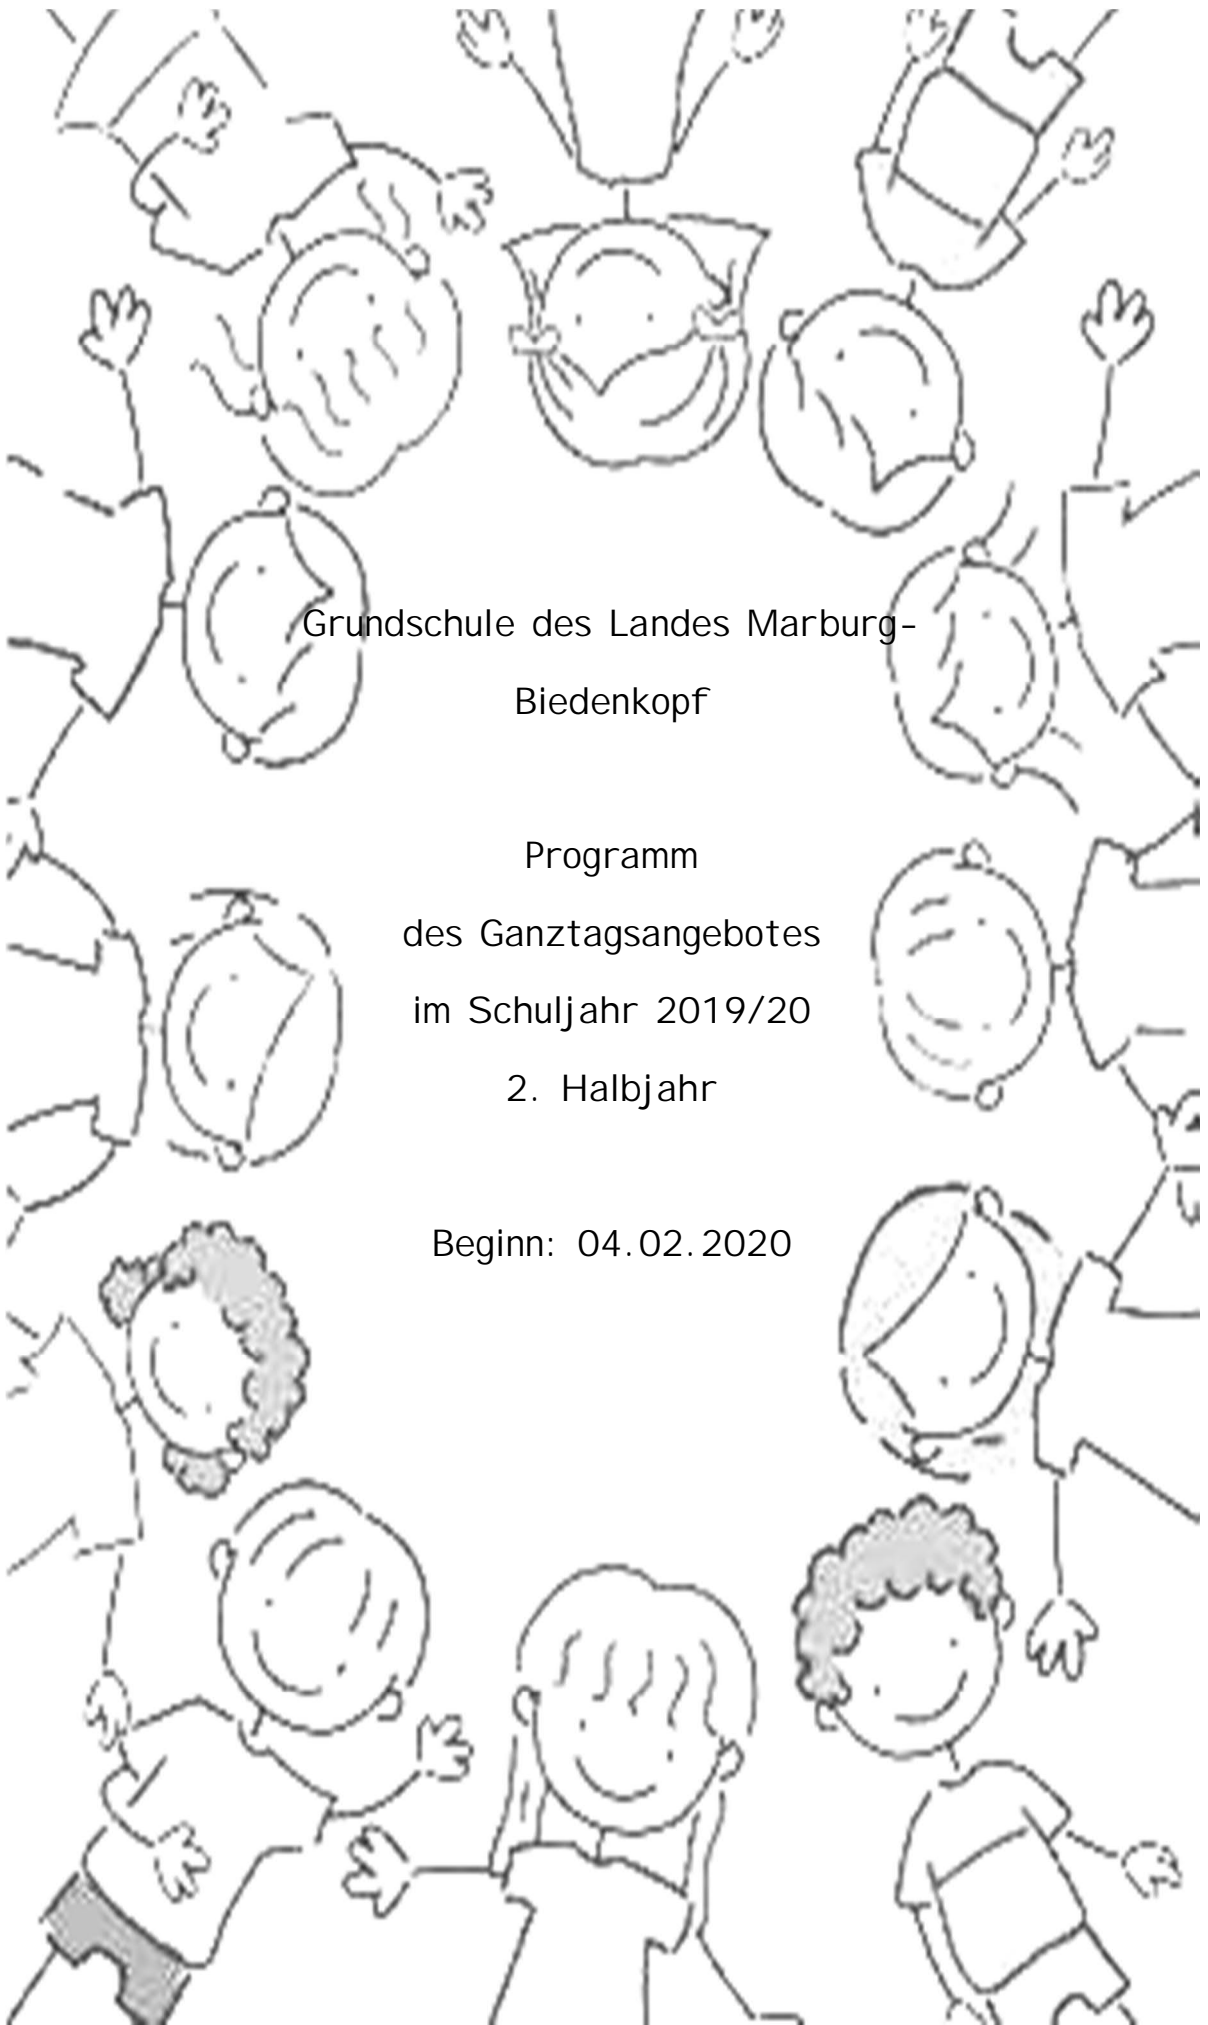 Grundschule des Landes Marburg-
Biedenkopf
Programm
des Ganztagsangebotes
im Schuljahr 2019/20
2. Halbjahr
Beginn: 04.02.2020